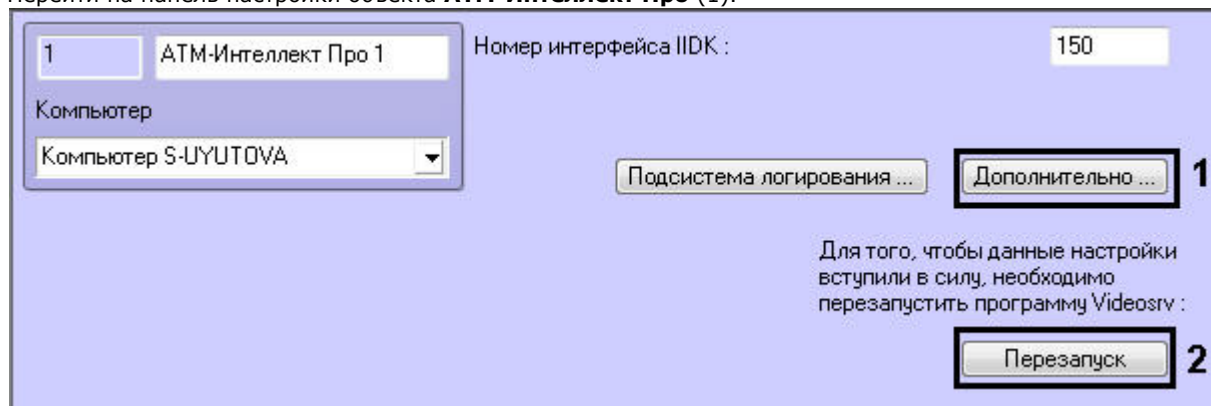 Перейти на панель настройки объекта АТМ-Интеллект Про (1).
1 АТМ-Интеллект Про 1
Номер интерфейса IIDK : 150
Компьютер
Компьютер S-UYUTOVA
Подсистема логирования ... Дополнительно ... 1
Для того, чтобы данные настройки
вступили в силу, необходимо
перезапустить программу Videosrv :
Перезапуск 2